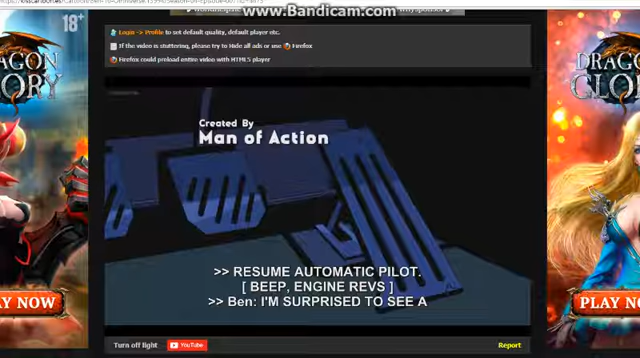 www.Bandicam.com
18+
Login -> Profile to set default quality, default player etc.
If the video is stuttering, please try to Hide all ads or use Firefox
Firefox could preload entire video with HTML5 player
DRAGON
GLORY
Created By
Man of Action
>> RESUME AUTOMATIC PILOT.
[ BEEP, ENGINE REVS ]
>> Ben: I'M SURPRISED TO SEE A
PLAY NOW
PLAY NOW
Turn off light
YouTube
Report